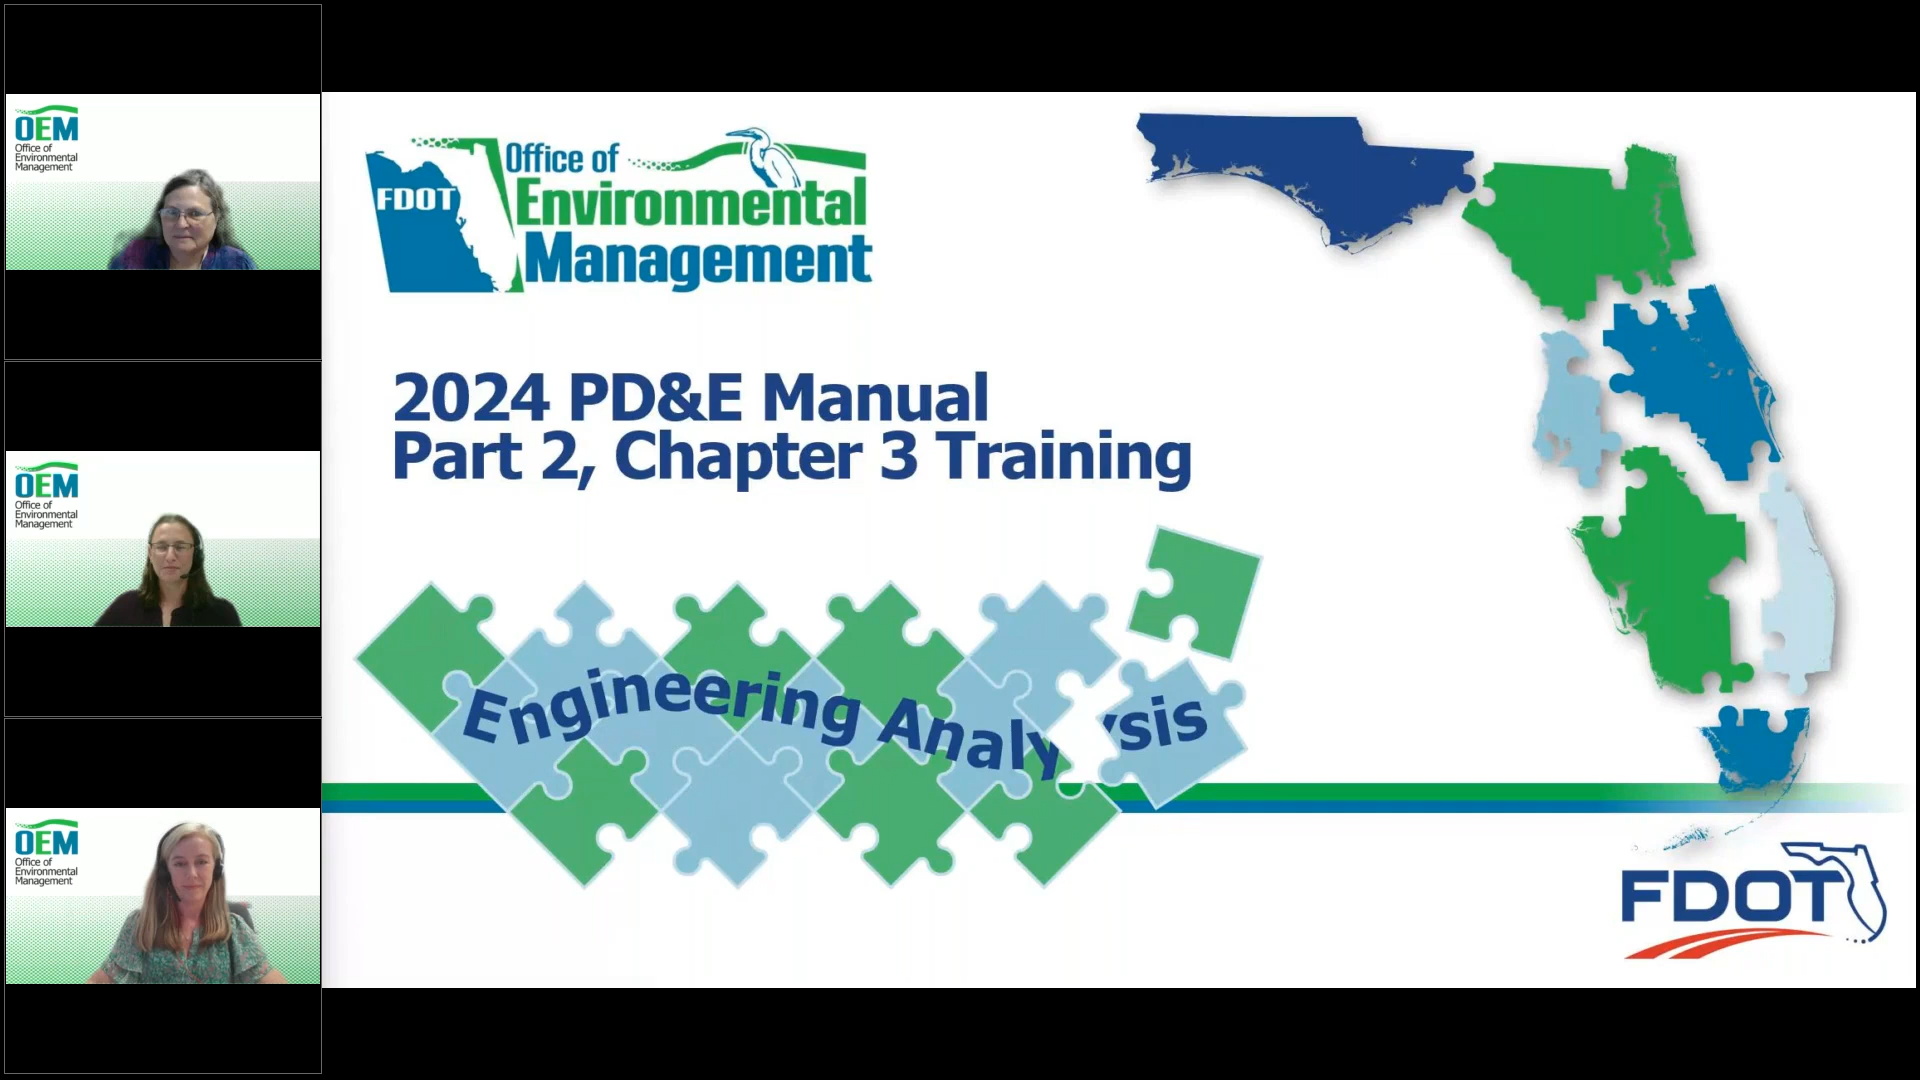 OEM
Office of
Environmental
Management
OEM
Office of
Environmental
Management
OEM
Office of
Environmental
Management
FDOT
Office of
Environmental
Management
2024 PD&E Manual
Part 2, Chapter 3 Training
Engineering Analysis
FDOT